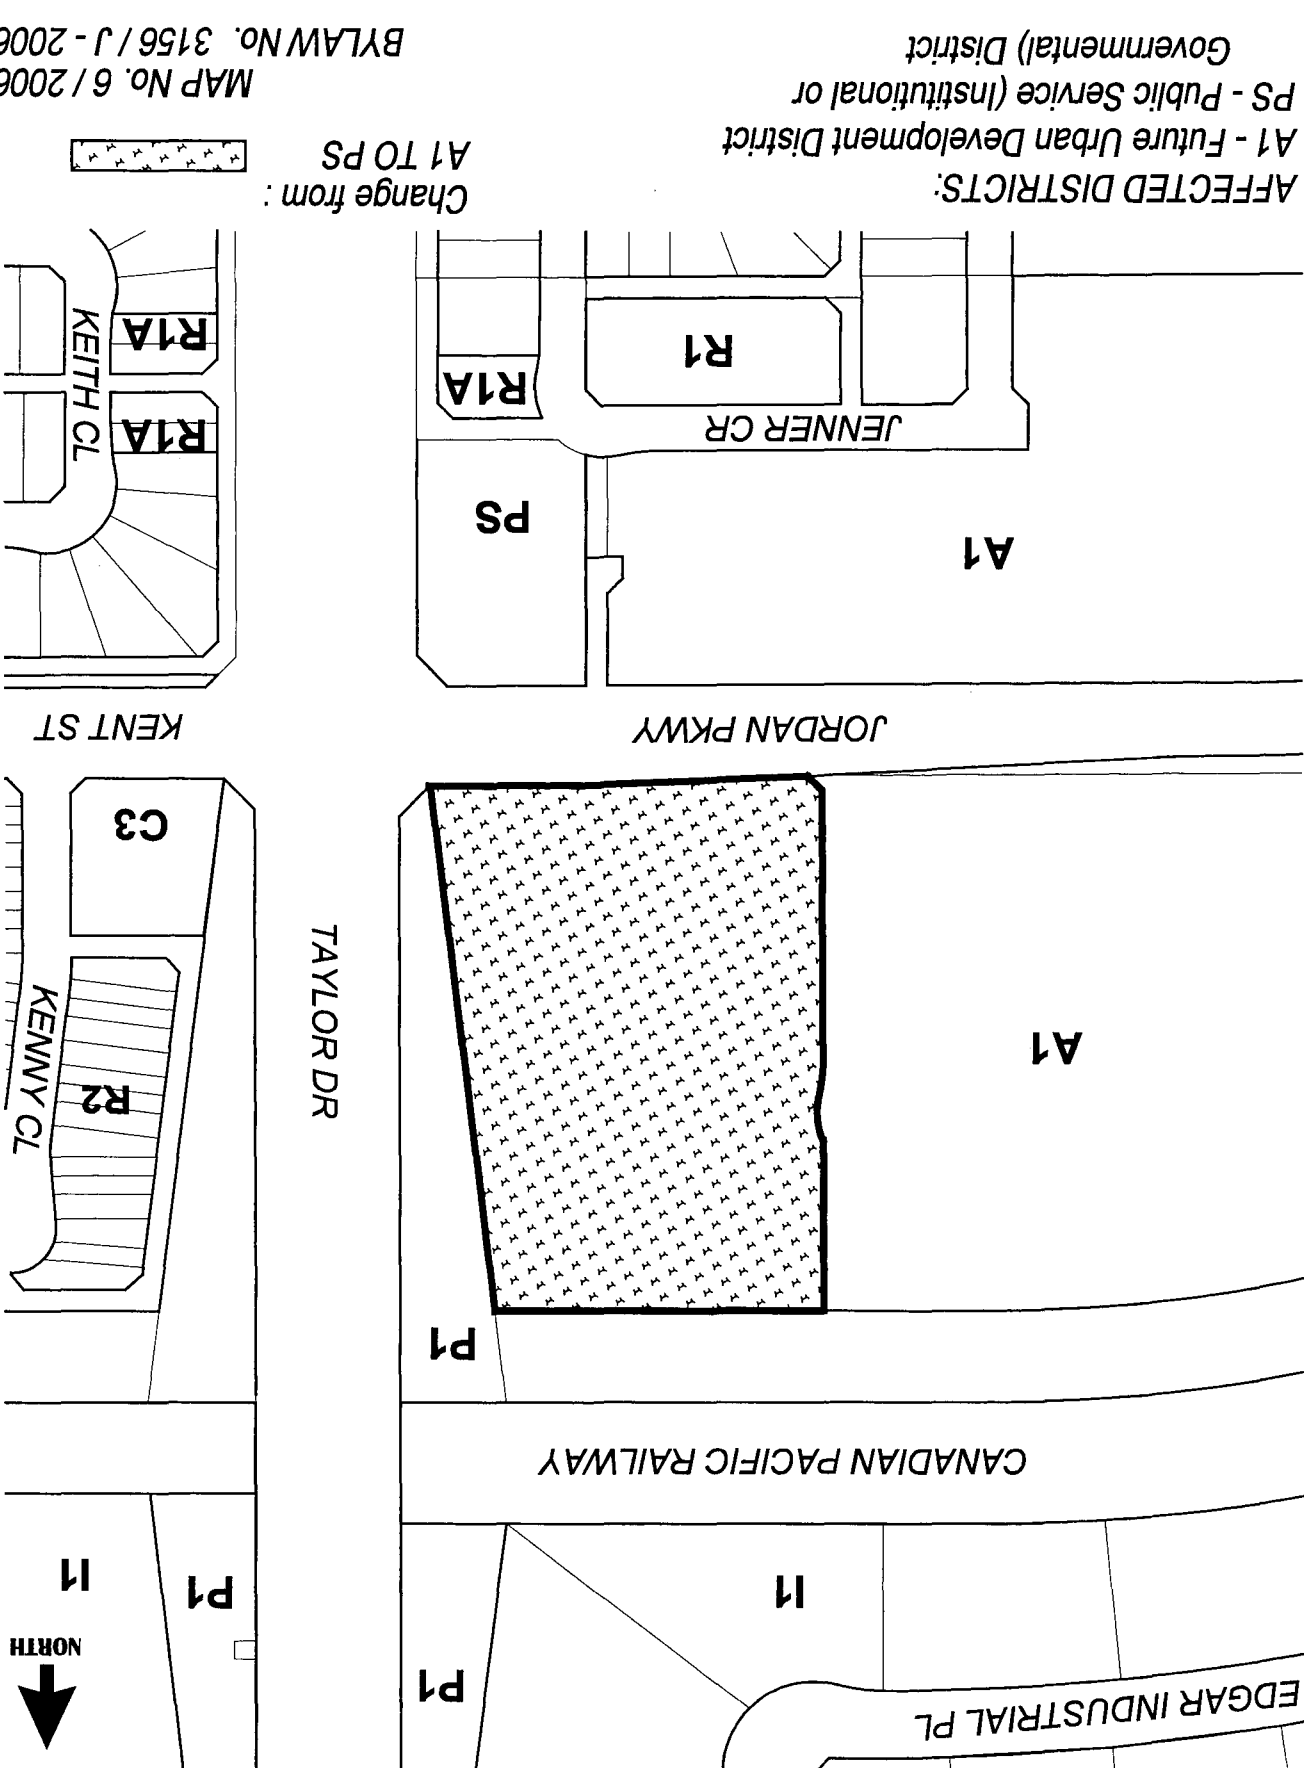 EDGAR INDUSTRIAL PL
P1
P1
I1
I1
NORTH
CANADIAN PACIFIC RAILWAY
P1
A1
TAYLOR DR
R2
KENNY CL
C3
JORDAN PKWY
KENT ST
A1
PS
JENNER CR
R1A
R1A
KEITH CL
R1
R1A
AFFECTED DISTRICTS:
A1 - Future Urban Development District
PS - Public Service (Institutional or
Governmental) District
Change from :
A1 TO PS
MAP No. 6 / 2006
BYLAW No. 3156 / J - 2006